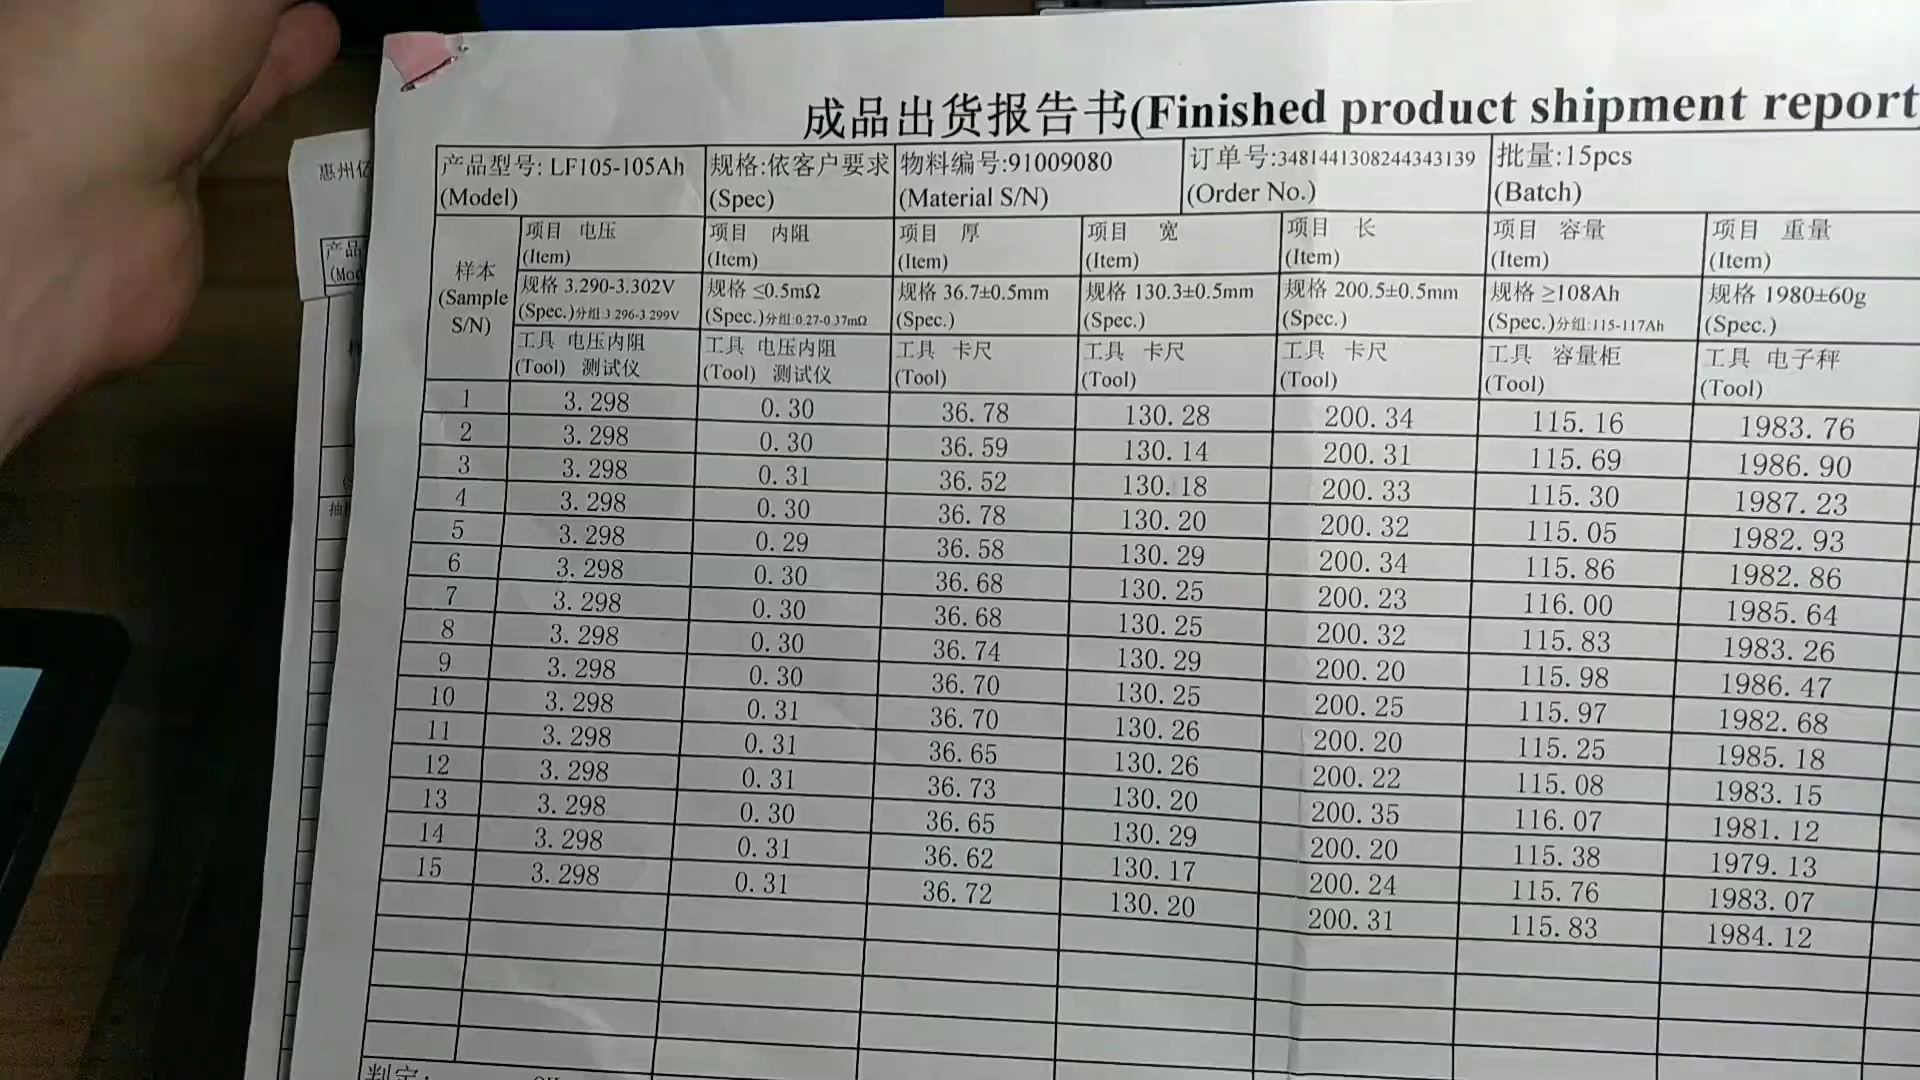 成品出货报告书(Finished product shipment report
产品型号: LF105-105Ah 规格:依客户要求 物料编号:91009080 订单号:3481441308244343139 批量:15pcs
(Model) (Spec) (Material S/N) (Order No.) (Batch)
样本 (Sample S/N)
项目 电压 项目 内阻 项目 厚 项目 宽 项目 长 项目 容量 项目 重量
(Item) (Item) (Item) (Item) (Item) (Item) (Item)
规格 3.290-3.302V 规格 ≤0.5mΩ 规格 36.7±0.5mm 规格 130.3±0.5mm 规格 200.5±0.5mm 规格 ≥108Ah 规格 1980±60g
(Spec.)分组:3.296-3.299V (Spec.)分组:0.27-0.37mΩ (Spec.) (Spec.) (Spec.) (Spec.)分组:115-117Ah (Spec.)
工具 电压内阻 工具 电压内阻 工具 卡尺 工具 卡尺 工具 卡尺 工具 容量柜 工具 电子秤
(Tool) 测试仪 (Tool) 测试仪 (Tool) (Tool) (Tool) (Tool) (Tool)
1 3.298 0.30 36.78 130.28 200.34 115.16 1983.76
2 3.298 0.30 36.59 130.14 200.31 115.69 1986.90
3 3.298 0.31 36.52 130.18 200.33 115.30 1987.23
4 3.298 0.30 36.78 130.20 200.32 115.05 1982.93
5 3.298 0.29 36.58 130.29 200.34 115.86 1982.86
6 3.298 0.30 36.68 130.25 200.23 116.00 1985.64
7 3.298 0.30 36.68 130.25 200.32 115.83 1983.26
8 3.298 0.30 36.74 130.29 200.20 115.98 1986.47
9 3.298 0.30 36.70 130.25 200.25 115.97 1982.68
10 3.298 0.31 36.70 130.26 200.20 115.25 1985.18
11 3.298 0.31 36.65 130.26 200.22 115.08 1983.15
12 3.298 0.31 36.73 130.20 200.35 116.07 1981.12
13 3.298 0.30 36.65 130.29 200.20 115.38 1979.13
14 3.298 0.31 36.62 130.17 200.24 115.76 1983.07
15 3.298 0.31 36.72 130.20 200.31 115.83 1984.12
判定:
惠州亿
产品
(Mod